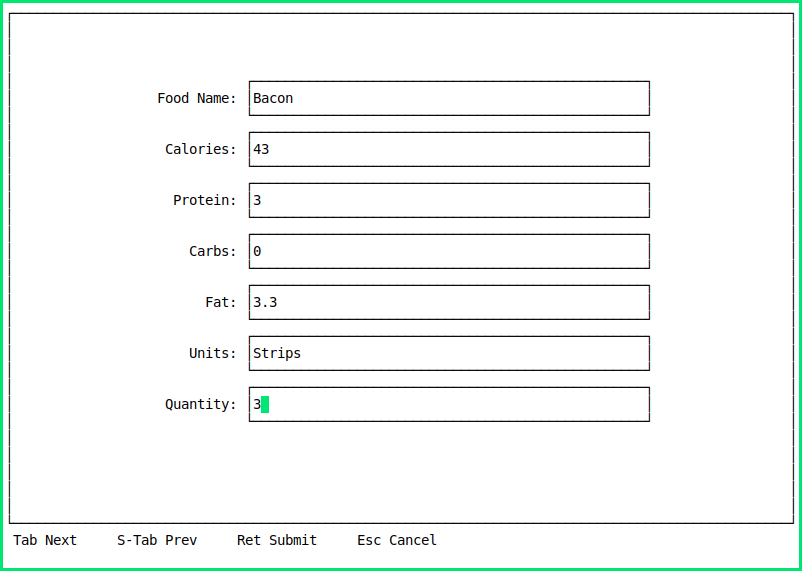 Food Name: Bacon
Calories: 43
Protein: 3
Carbs: 0
Fat: 3.3
Units: Strips
Quantity: 3
Tab Next S-Tab Prev Ret Submit Esc Cancel